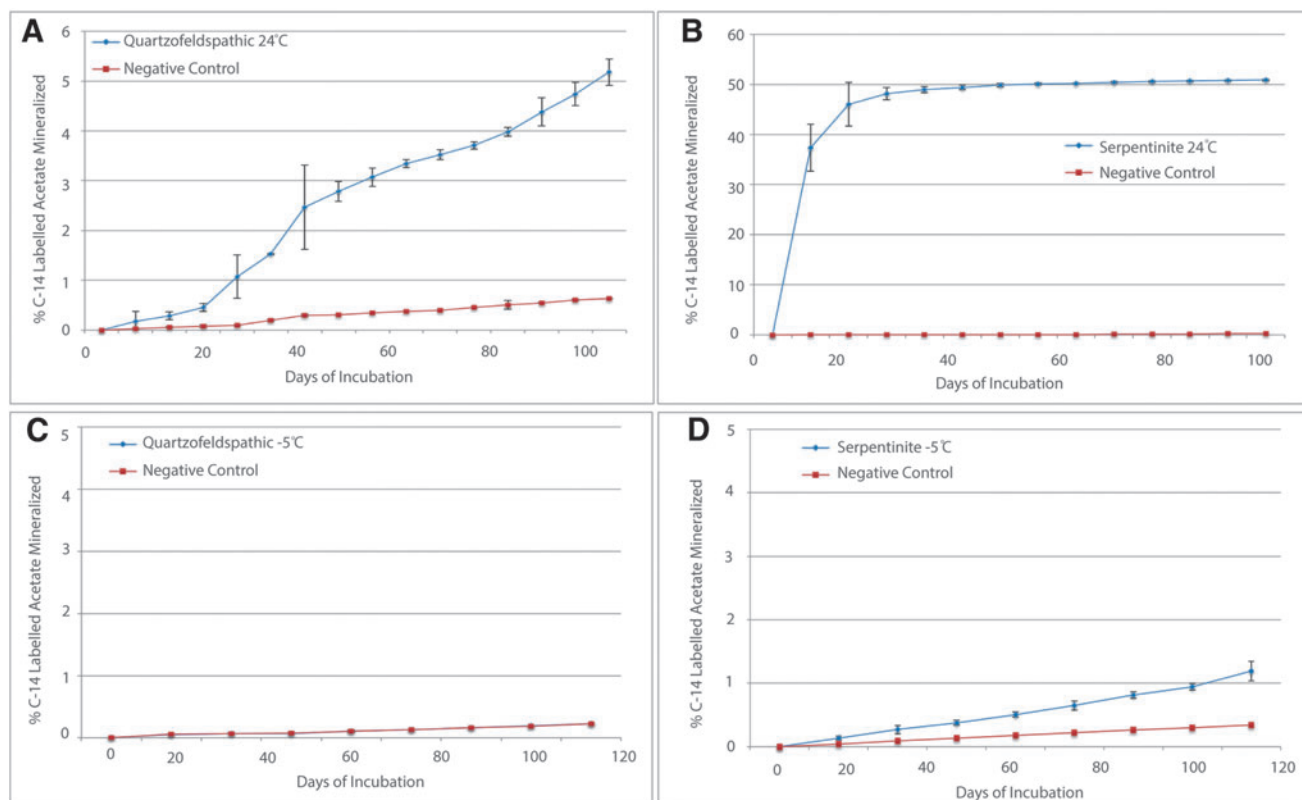 A
Quartzofeldspathic 24℃
Negative Control
% C-14 Labelled Acetate Mineralized
6
5
4
3
2
1
0
0 20 40 60 80 100
Days of Incubation
B
Serpentinite 24℃
Negative Control
% C-14 Labelled Acetate Mineralized
60
50
40
30
20
10
0
0 20 40 60 80 100
Days of Incubation
C
Quartzofeldspathic -5℃
Negative Control
% C-14 Labelled Acetate Mineralized
5
4
3
2
1
0
0 20 40 60 80 100 120
Days of Incubation
D
Serpentinite -5℃
Negative Control
% C-14 Labelled Acetate Mineralized
5
4
3
2
1
0
0 20 40 60 80 100 120
Days of Incubation